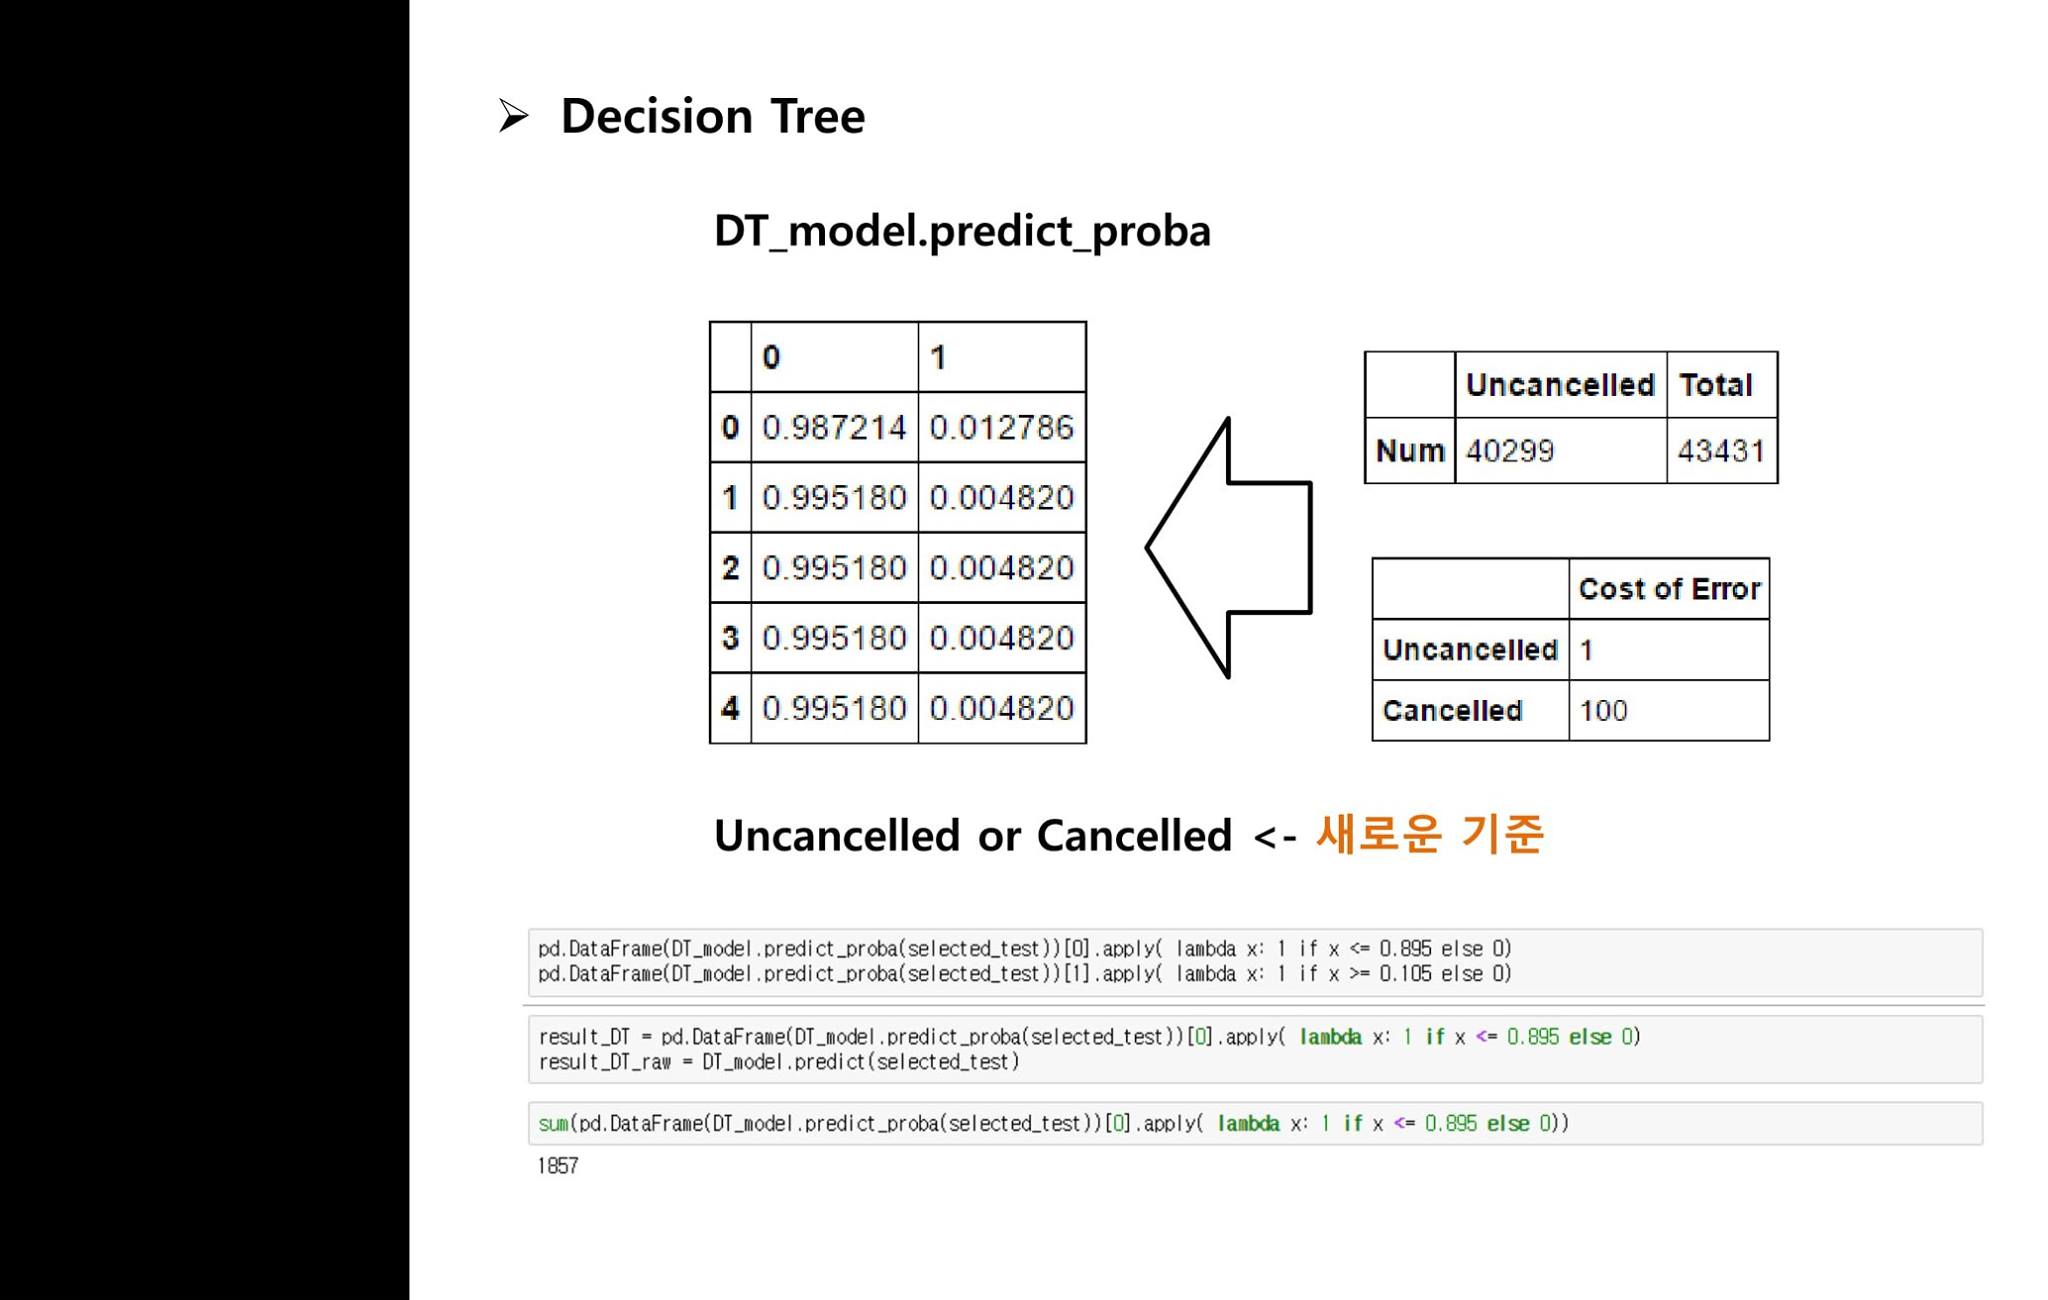 Decision Tree
DT_model.predict_proba
0 1
0 0.987214 0.012786
1 0.995180 0.004820
2 0.995180 0.004820
3 0.995180 0.004820
4 0.995180 0.004820
Uncancelled Total
Num 40299 43431
Cost of Error
Uncancelled 1
Cancelled 100
Uncancelled or Cancelled <- 새로운 기준
pd.DataFrame(DT_model.predict_proba(selected_test))[0].apply( lambda x: 1 if x <= 0.895 else 0)
pd.DataFrame(DT_model.predict_proba(selected_test))[1].apply( lambda x: 1 if x >= 0.105 else 0)
result_DT = pd.DataFrame(DT_model.predict_proba(selected_test))[0].apply( lambda x: 1 if x <= 0.895 else 0)
result_DT_raw = DT_model.predict(selected_test)
sum(pd.DataFrame(DT_model.predict_proba(selected_test))[0].apply( lambda x: 1 if x <= 0.895 else 0))
1857